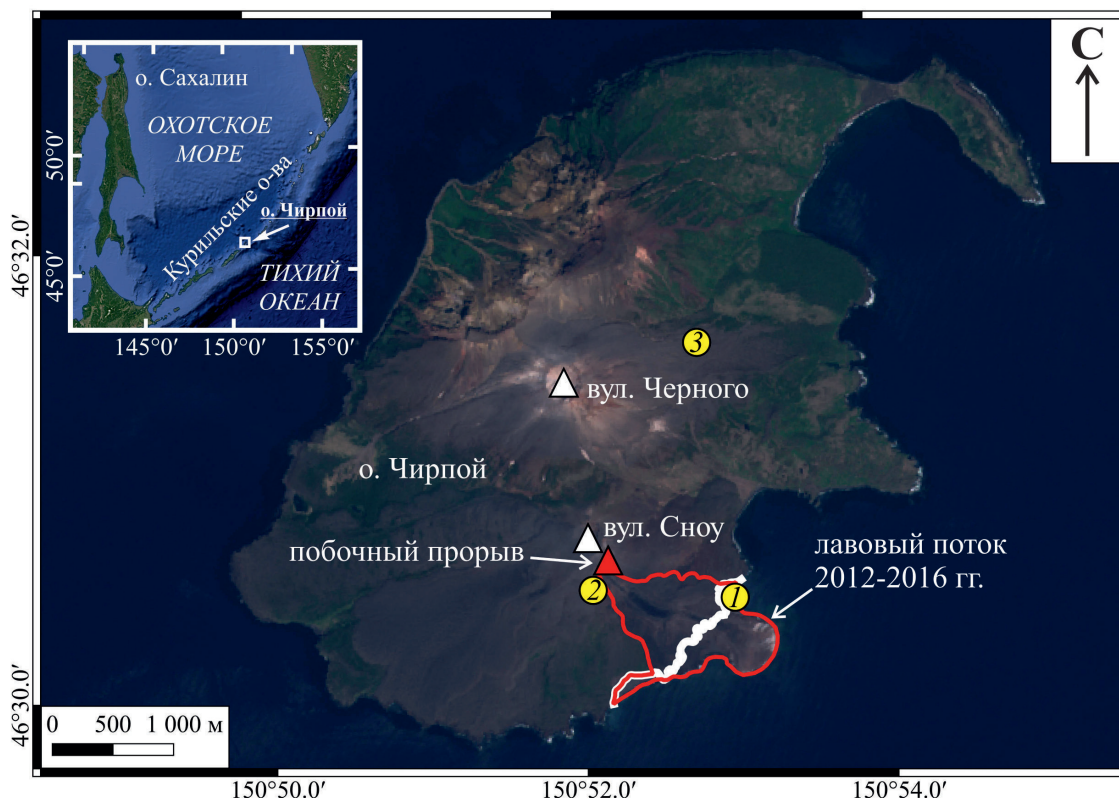 С
о. Сахалин
ОХОТСКОЕ
МОРЕ
50°0'
Курильские о-ва
о. Чирпой
45°0'
ТИХИЙ
ОКЕАН
145°0'
150°0'
155°0'
46°32.0'
3
вул. Черного
о. Чирпой
вул. Сноу
побочный прорыв
лавовый поток
2012-2016 гг.
2
1
46°30.0'
0
500
1 000 м
150°50.0'
150°52.0'
150°54.0'